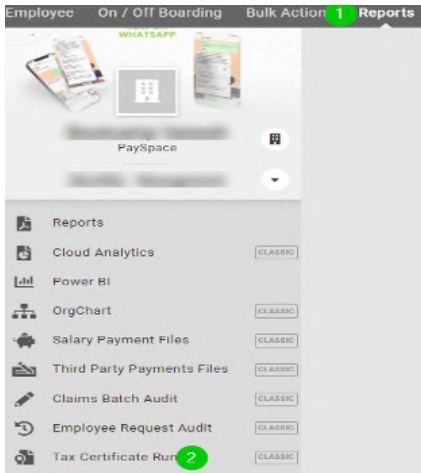 Employee On / Off Boarding Bulk Action 1 Reports
WHATSAPP
PaySpace
Reports
Cloud Analytics CLASSIC
Power BI
OrgChart CLASSIC
Salary Payment Files CLASSIC
Third Party Payments Files CLASSIC
Claims Batch Audit CLASSIC
Employee Request Audit CLASSIC
Tax Certificate Run 2 CLASSIC